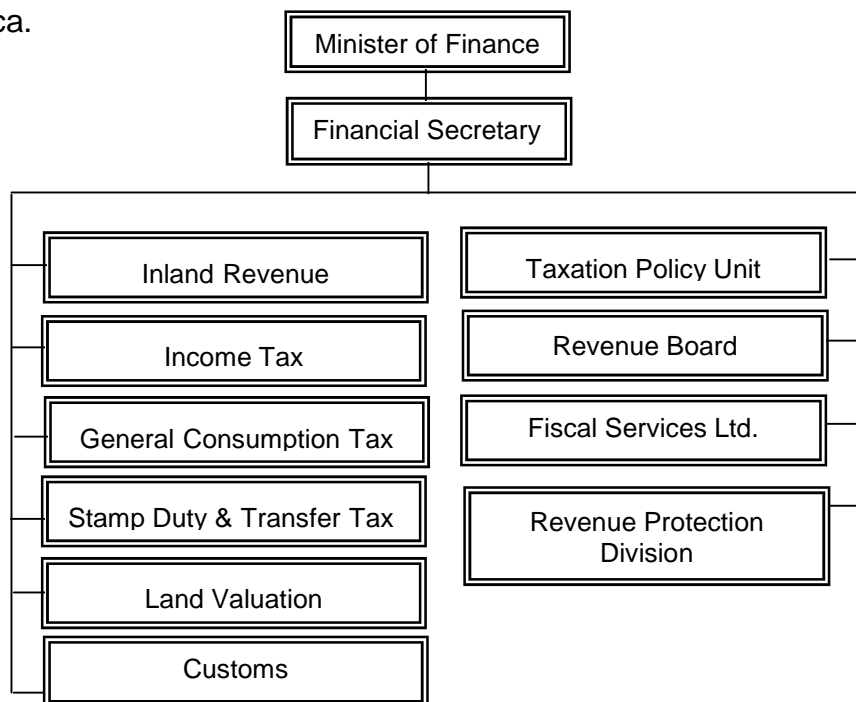 ca.
Minister of Finance
Financial Secretary
Inland Revenue
Income Tax
General Consumption Tax
Stamp Duty & Transfer Tax
Land Valuation
Customs
Taxation Policy Unit
Revenue Board
Fiscal Services Ltd.
Revenue Protection
Division